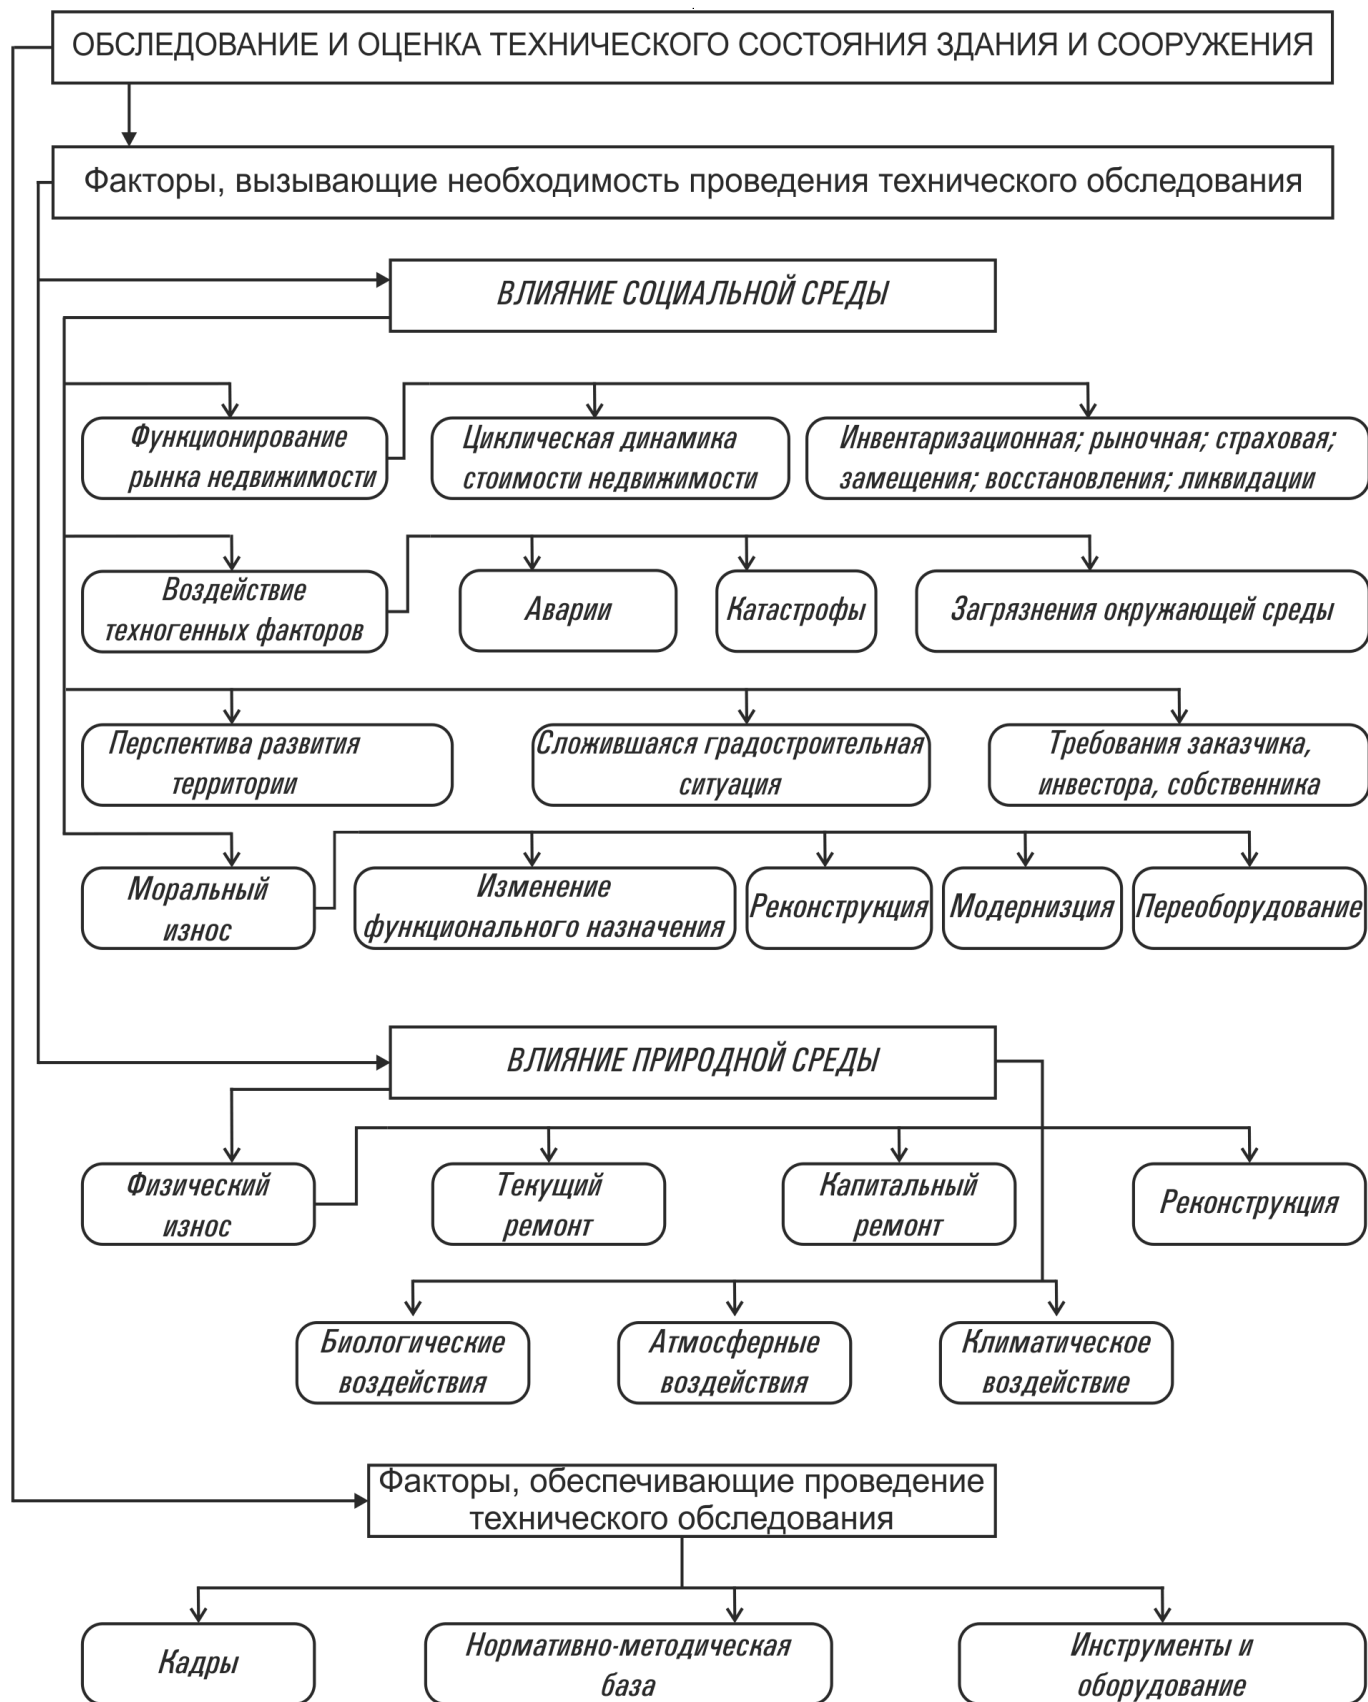 ОБСЛЕДОВАНИЕ И ОЦЕНКА ТЕХНИЧЕСКОГО СОСТОЯНИЯ ЗДАНИЯ И СООРУЖЕНИЯ
Факторы, вызывающие необходимость проведения технического обследования
ВЛИЯНИЕ СОЦИАЛЬНОЙ СРЕДЫ
Функционирование
рынка недвижимости
Циклическая динамика
стоимости недвижимости
Инвентаризационная; рыночная; страховая;
замещения; восстановления; ликвидации
Воздействие
техногенных факторов
Аварии
Катастрофы
Загрязнения окружающей среды
Перспектива развития
территории
Сложившаяся градостроительная
ситуация
Требования заказчика,
инвестора, собственника
Моральный
износ
Изменение
функционального назначения
Реконструкция
Модернизция
Переоборудование
ВЛИЯНИЕ ПРИРОДНОЙ СРЕДЫ
Физический
износ
Текущий
ремонт
Капитальный
ремонт
Реконструкция
Биологические
воздействия
Атмосферные
воздействия
Климатическое
воздействие
Факторы, обеспечивающие проведение
технического обследования
Кадры
Нормативно-методическая
база
Инструменты и
оборудование